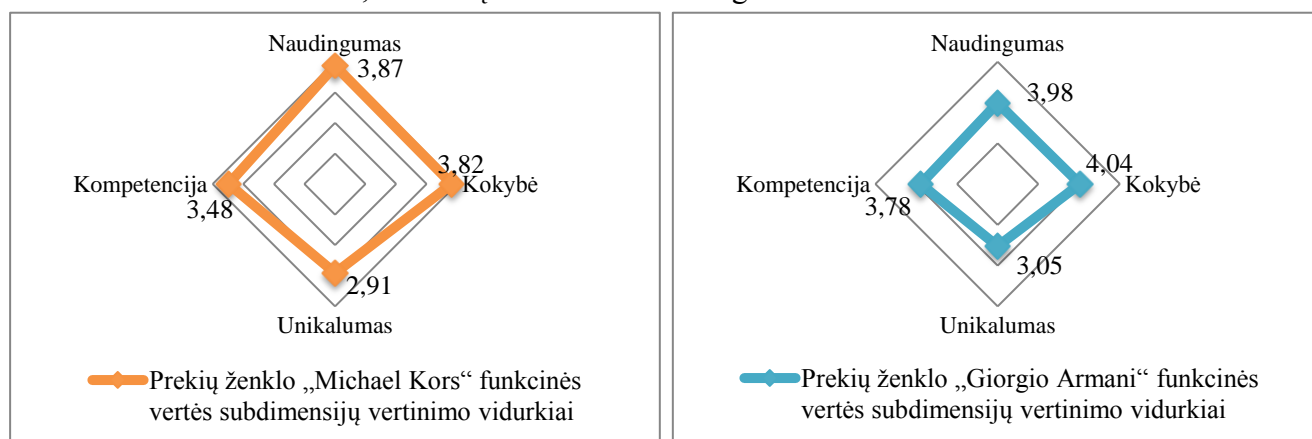 Naudingumas
3,87
3,82
Kompetencija
Kokybė
3,48
2,91
Unikalumas
Prekių ženklo „Michael Kors“ funkcinės
vertės subdimensijų vertinimo vidurkiai
Naudingumas
3,98
4,04
Kompetencija
Kokybė
3,78
3,05
Unikalumas
Prekių ženklo „Giorgio Armani“ funkcinės
vertės subdimensijų vertinimo vidurkiai